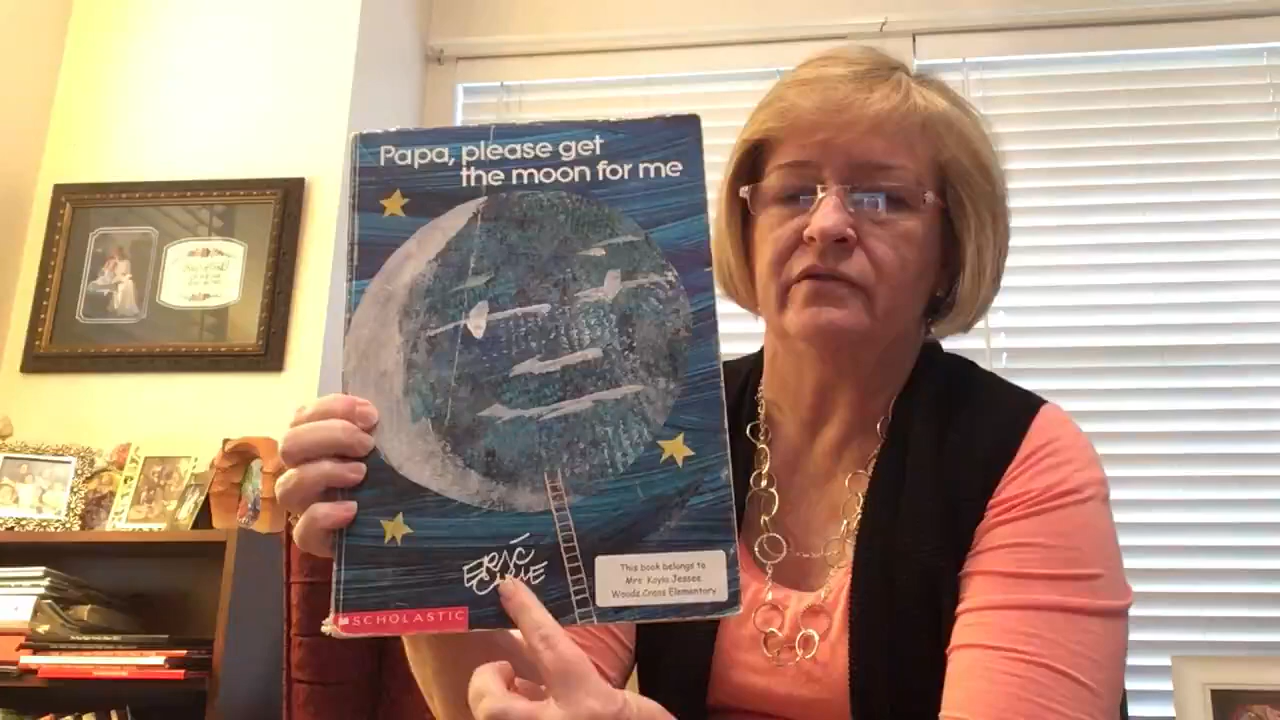 Papa, please get
the moon for me
ERIC
CARLE
This book belongs to
Mrs Kayla Jessee
Woods Cross Elementary
SCHOLASTIC